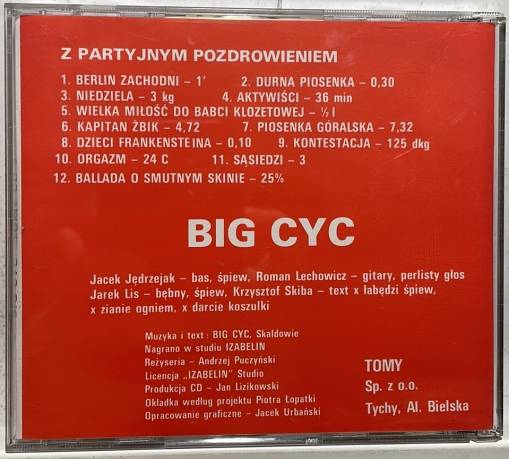 Z PARTYJNYM POZDROWIENIEM
1. BERLIN ZACHODNI – 1' 2. DURNA PIOSENKA – 0,30
3. NIEDZIELA – 3 kg 4. AKTYWIŚCI – 36 min
5. WIELKA MIŁOŚĆ DO BABCI KLOZETOWEJ – ½ l
6. KAPITAN ŻBIK – 4,72 7. PIOSENKA GÓRALSKA – 7,32
8. DZIECI FRANKENSTEINA – 0,10 9. KONTESTACJA – 125 dkg
10. ORGAZM – 24 C 11. SĄSIEDZI – 3
12. BALLADA O SMUTNYM SKINIE – 25%
BIG CYC
Jacek Jędrzejak – bas, śpiew, Roman Lechowicz – gitary, perlisty głos
Jarek Lis – bębny, śpiew, Krzysztof Skiba – text x łabędzi śpiew,
x zianie ogniem, x darcie koszulki
Muzyka i text: BIG CYC, Skaldowie
Nagrano w studiu IZABELIN
Reżyseria – Andrzej Puczyński
Licencja „IZABELIN” Studio
Produkcja CD – Jan Lizikowski
Okładka według projektu Piotra Łopatki
Opracowanie graficzne – Jacek Urbański
TOMY
Sp. z o.o.
Tychy, Al. Bielska